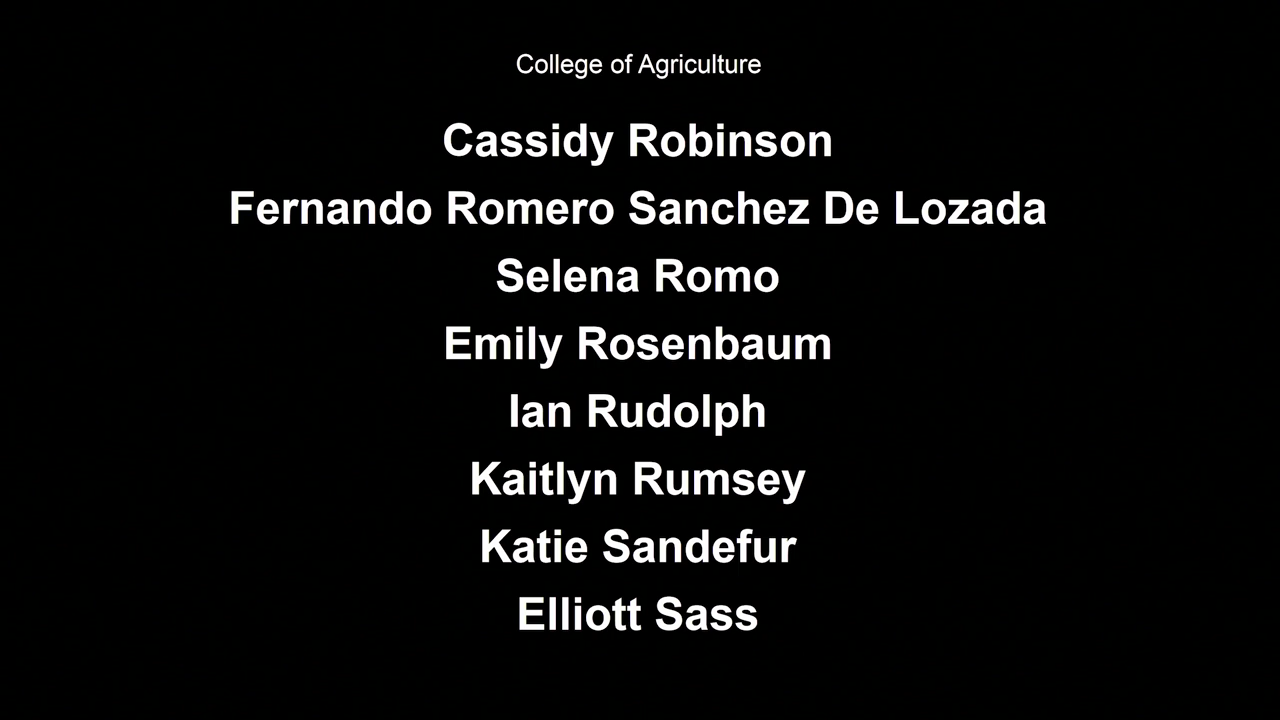 College of Agriculture
Cassidy Robinson
Fernando Romero Sanchez De Lozada
Selena Romo
Emily Rosenbaum
Ian Rudolph
Kaitlyn Rumsey
Katie Sandefur
Elliott Sass